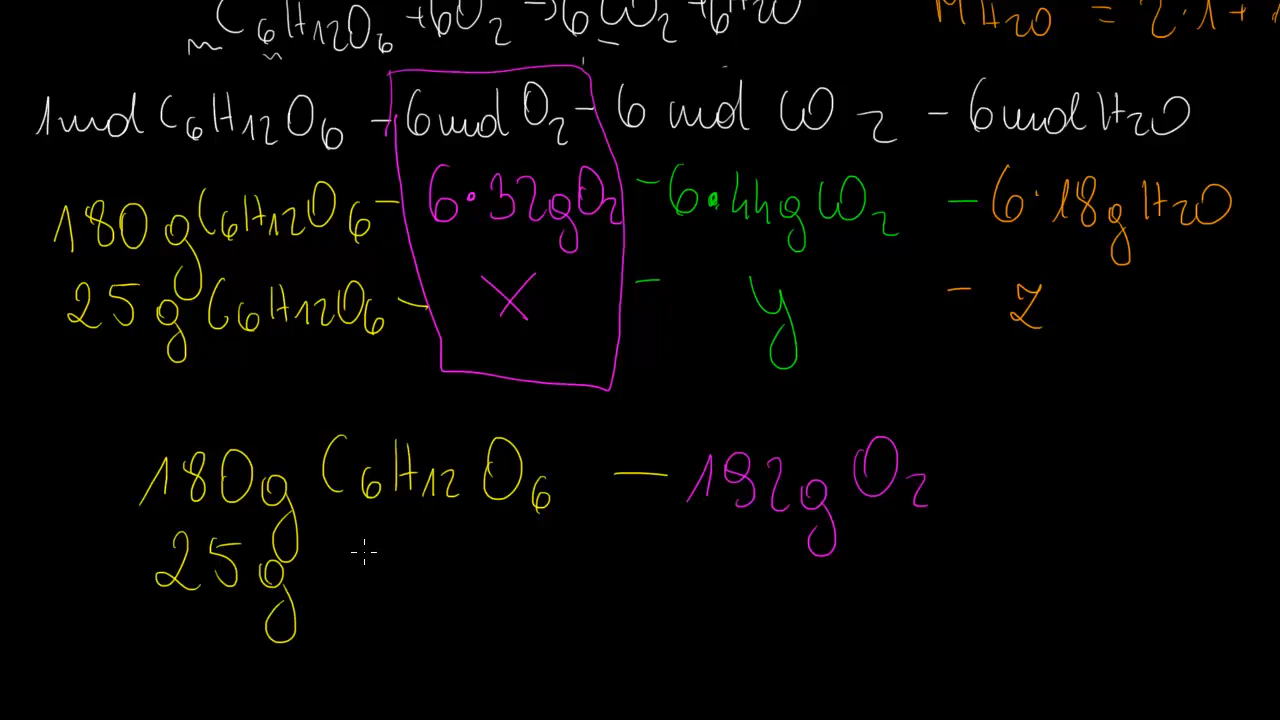 C6H12O6 + 6O2 → 6CO2 + 6H2O MH2O = 2·1+
1mol C6H12O6 – 6mol O2 – 6 mol CO2 – 6mol H2O
180g C6H12O6 – 6·32g O2 – 6·44g CO2 – 6·18g H2O
25g C6H12O6 – X – y – z
180g C6H12O6 – 192g O2
25g